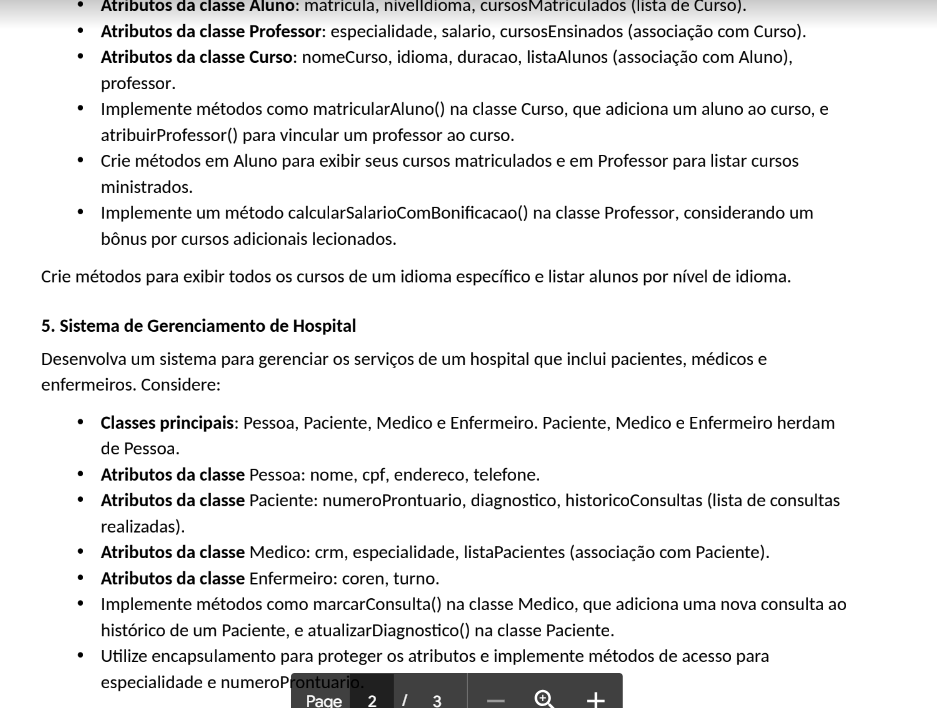 • Atributos da classe Aluno: matricula, nivelIdioma, cursosMatriculados (lista de Curso).
• Atributos da classe Professor: especialidade, salario, cursosEnsinados (associação com Curso).
• Atributos da classe Curso: nomeCurso, idioma, duracao, listaAlunos (associação com Aluno),
professor.
• Implemente métodos como matricularAluno() na classe Curso, que adiciona um aluno ao curso, e
atribuirProfessor() para vincular um professor ao curso.
• Crie métodos em Aluno para exibir seus cursos matriculados e em Professor para listar cursos
ministrados.
• Implemente um método calcularSalarioComBonificacao() na classe Professor, considerando um
bônus por cursos adicionais lecionados.
Crie métodos para exibir todos os cursos de um idioma específico e listar alunos por nível de idioma.
5. Sistema de Gerenciamento de Hospital
Desenvolva um sistema para gerenciar os serviços de um hospital que inclui pacientes, médicos e
enfermeiros. Considere:
• Classes principais: Pessoa, Paciente, Medico e Enfermeiro. Paciente, Medico e Enfermeiro herdam
de Pessoa.
• Atributos da classe Pessoa: nome, cpf, endereco, telefone.
• Atributos da classe Paciente: numeroProntuario, diagnostico, historicoConsultas (lista de consultas
realizadas).
• Atributos da classe Medico: crm, especialidade, listaPacientes (associação com Paciente).
• Atributos da classe Enfermeiro: coren, turno.
• Implemente métodos como marcarConsulta() na classe Medico, que adiciona uma nova consulta ao
histórico de um Paciente, e atualizarDiagnostico() na classe Paciente.
• Utilize encapsulamento para proteger os atributos e implemente métodos de acesso para
especialidade e numeroProntuario.
Page 2 / 3